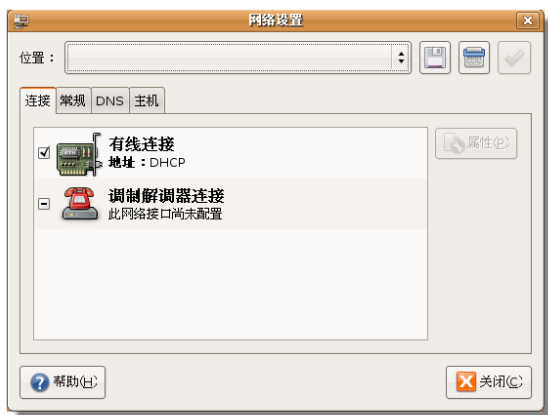 网络设置
位置：
连接 常规 DNS 主机
有线连接
地址：DHCP
属性(P)
调制解调器连接
此网络接口尚未配置
帮助(H)
关闭(C)